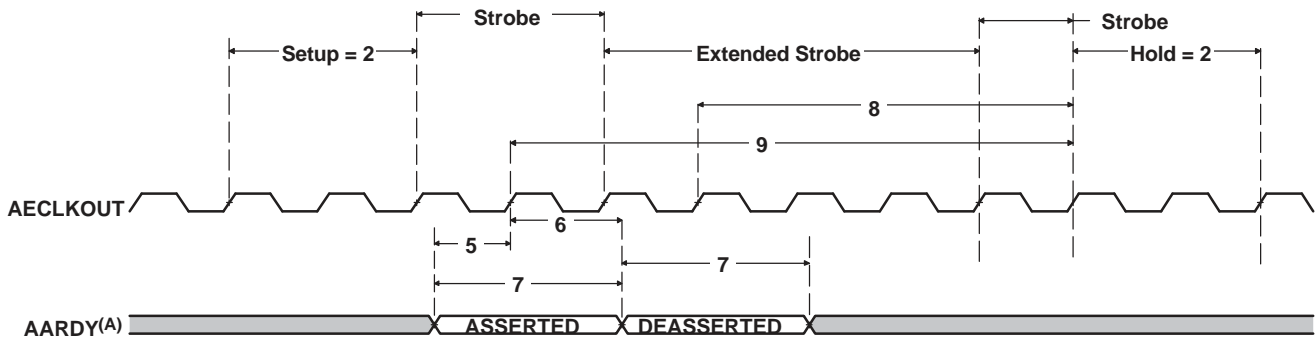 Strobe
Strobe
Setup = 2
Extended Strobe
Hold = 2
8
9
AECLKOUT
6
5
7
7
AARDY(A)
ASSERTED
DEASSERTED